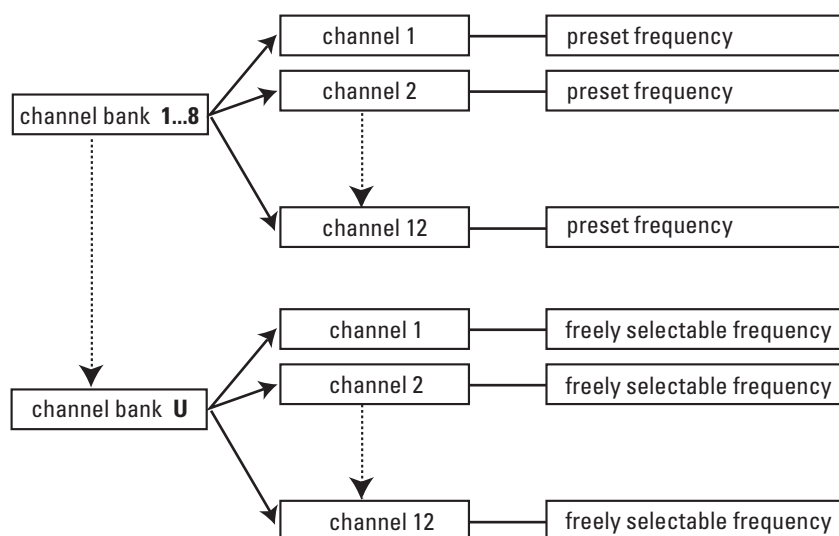 channel 1 preset frequency
channel 2 preset frequency
channel bank 1...8
channel 12 preset frequency
channel 1 freely selectable frequency
channel 2 freely selectable frequency
channel bank U
channel 12 freely selectable frequency